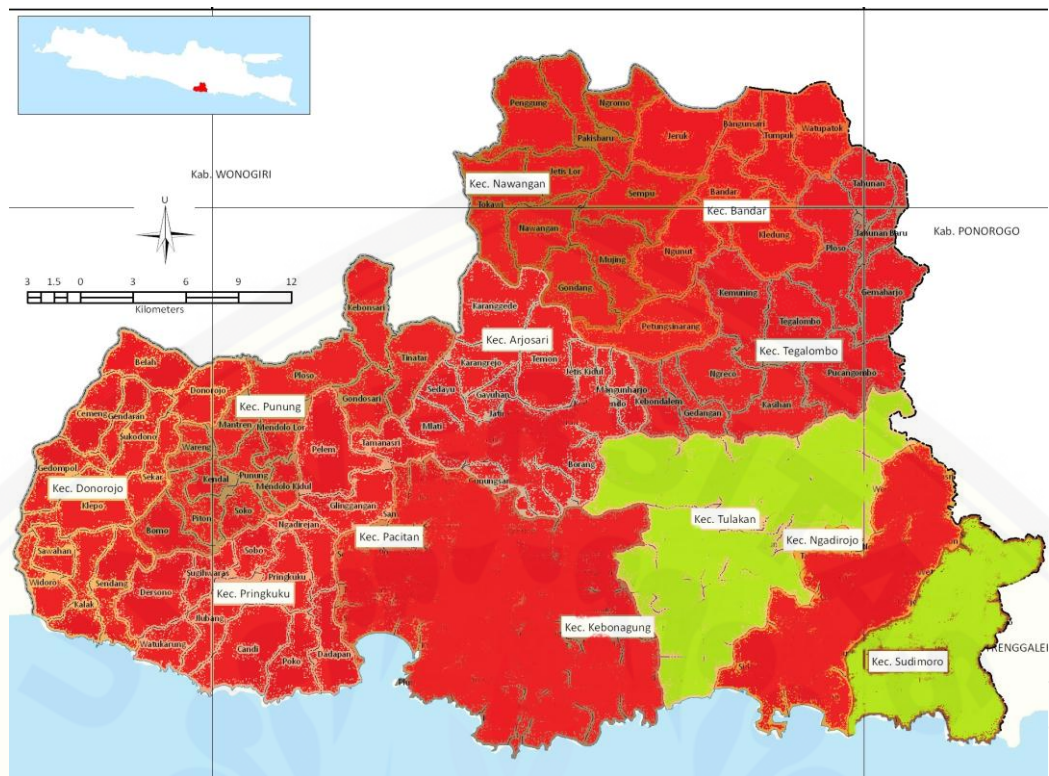 Penggung
Ngromo
Pakisbaru
Jeruk
Bangunsari
Tumpuk
Watupatok
Kab. WONOGIRI
Kec. Nawangan
Jetis Lor
Sempu
Bandar
Kec. Bandar
Tahunan
Tokawi
U
Nawangan
Mujing
Ngunut
Kledung
Ploso
Tahunan Baru
Kab. PONOROGO
3 1.5 0 3 6 9 12
Kilometers
Kebonsari
Karanggede
Gondang
Kemuning
Gemaharjo
Petungsinarang
Tegalombo
Kec. Arjosari
Kec. Tegalombo
Belah
Ploso
Tinatar
Karangrejo
Temon
Jetis Kidul
Ngreco
Pucangombo
Donorojo
Gondosari
Sedayu
Gayuhan
Mangunharjo
Kebondalem
Gedangan
Kasihan
Kec. Punung
Cemeng
Gendaran
Sukodono
Mantren
Mendolo Lor
Mlati
Jati
Wareng
Pelem
Tamanasri
Gedompol
Sekar
Kendal
Punung
Mendolo Kidul
Borang
Gunungsari
Kec. Donorojo
Klepo
Piton
Soko
Glinggangan
Bomo
Ngadirejan
Kec. Pacitan
Kec. Tulakan
Kec. Ngadirojo
Sawahan
Sobo
Widoro
Sendang
Sugihwaras
Pringkuku
Kalak
Dersono
Kec. Pringkuku
Jlubang
Kec. Kebonagung
Watukarung
Candi
Poko
Dadapan
TRENGGALE
Kec. Sudimoro